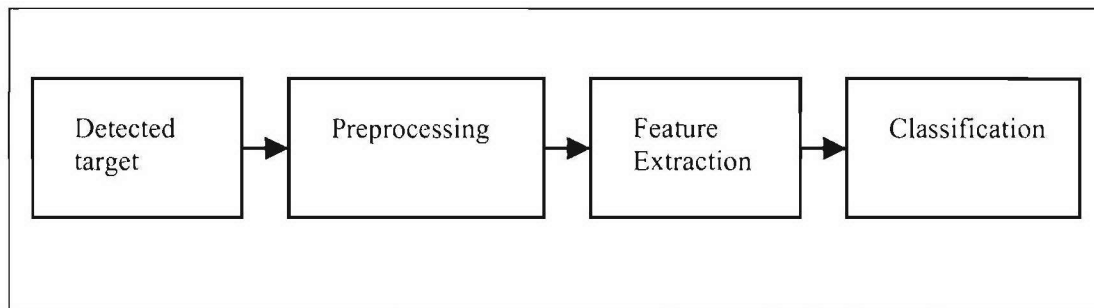 Detected
target
Preprocessing
Feature
Extraction
Classification